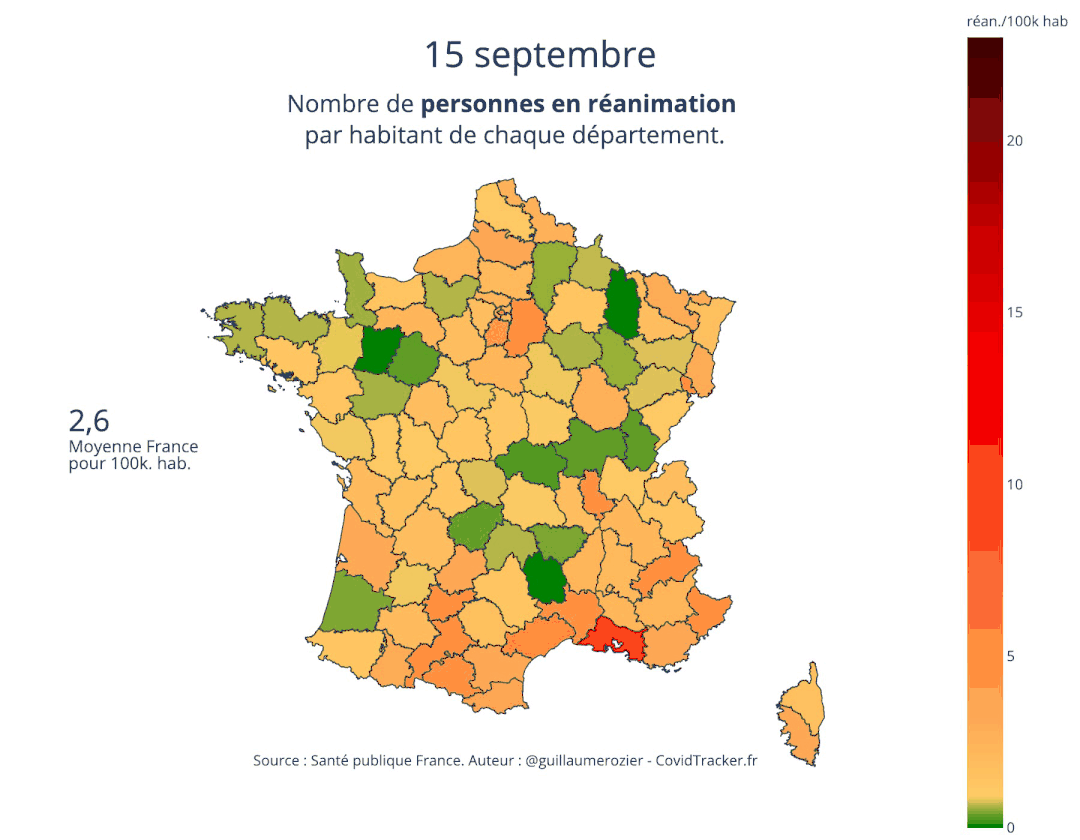 réan./100k hab
15 septembre
Nombre de personnes en réanimation
par habitant de chaque département.
20
15
10
5
0
2,6
Moyenne France
pour 100k. hab.
Source : Santé publique France. Auteur : @guillaumerozier - CovidTracker.fr